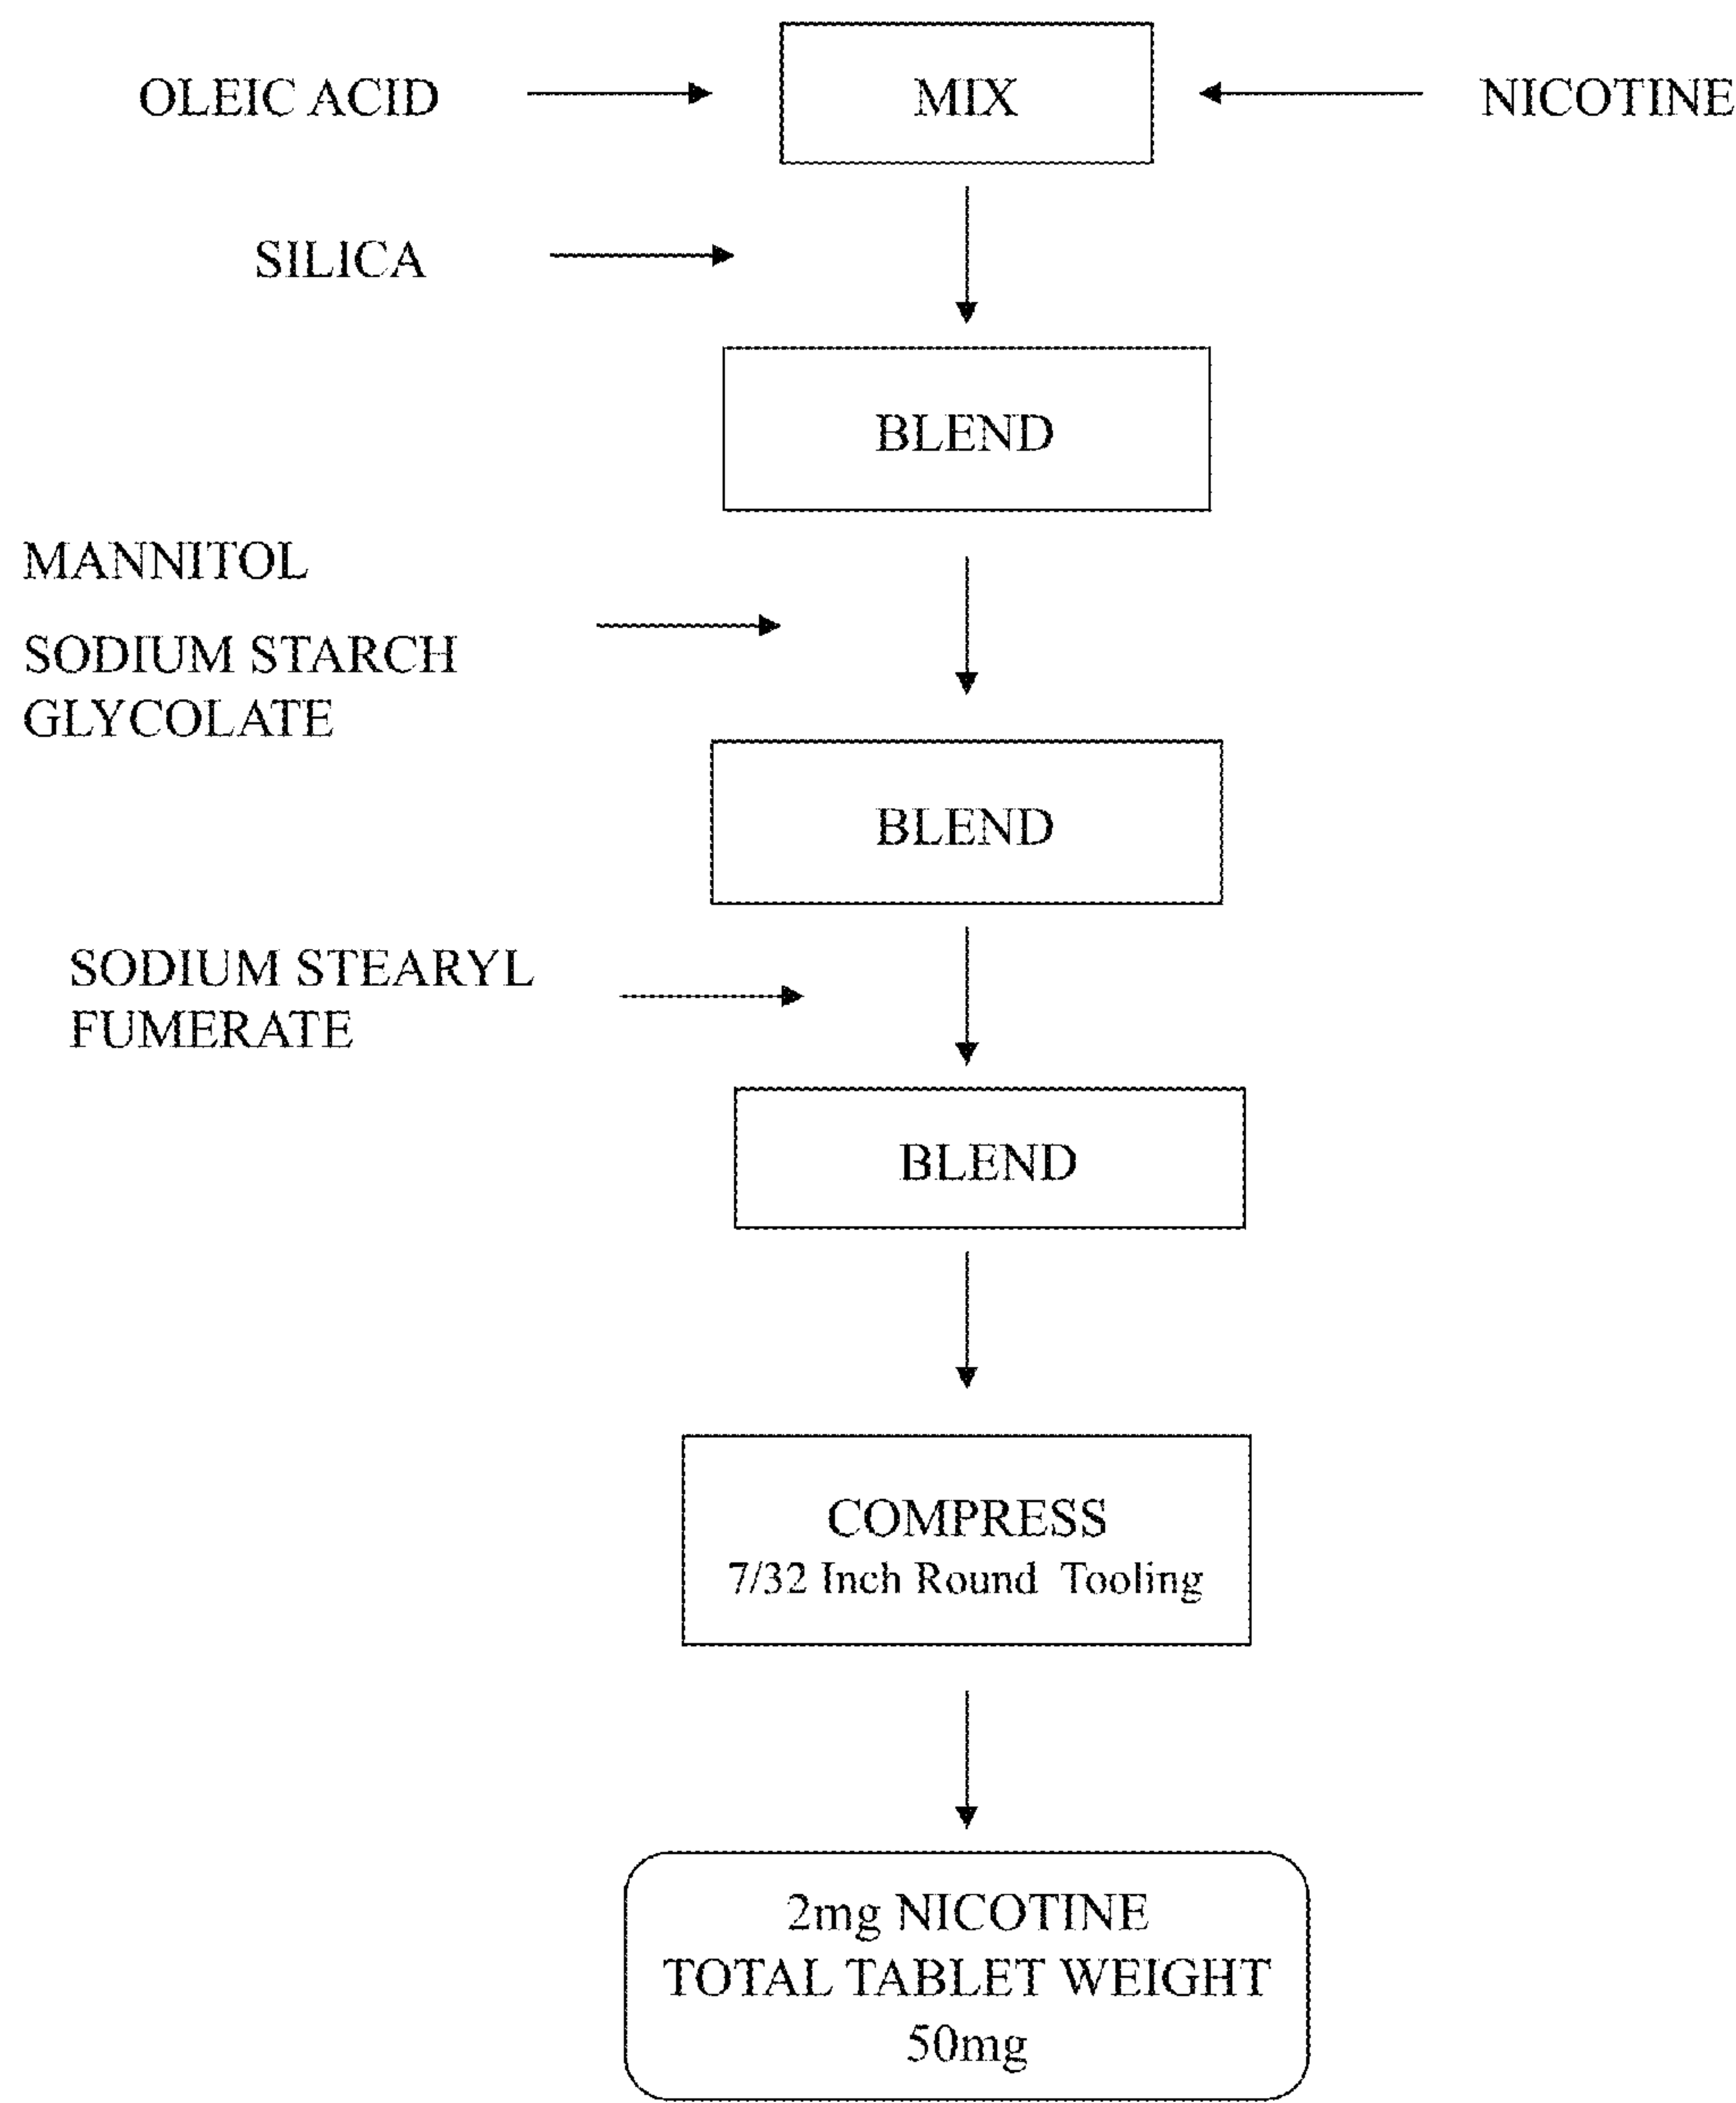 OLEIC ACID
MIX
NICOTINE
SILICA
BLEND
MANNITOL
SODIUM STARCH
GLYCOLATE
BLEND
SODIUM STEARYL
FUMERATE
BLEND
COMPRESS
7/32 Inch Round Tooling
2mg NICOTINE
TOTAL TABLET WEIGHT
50mg